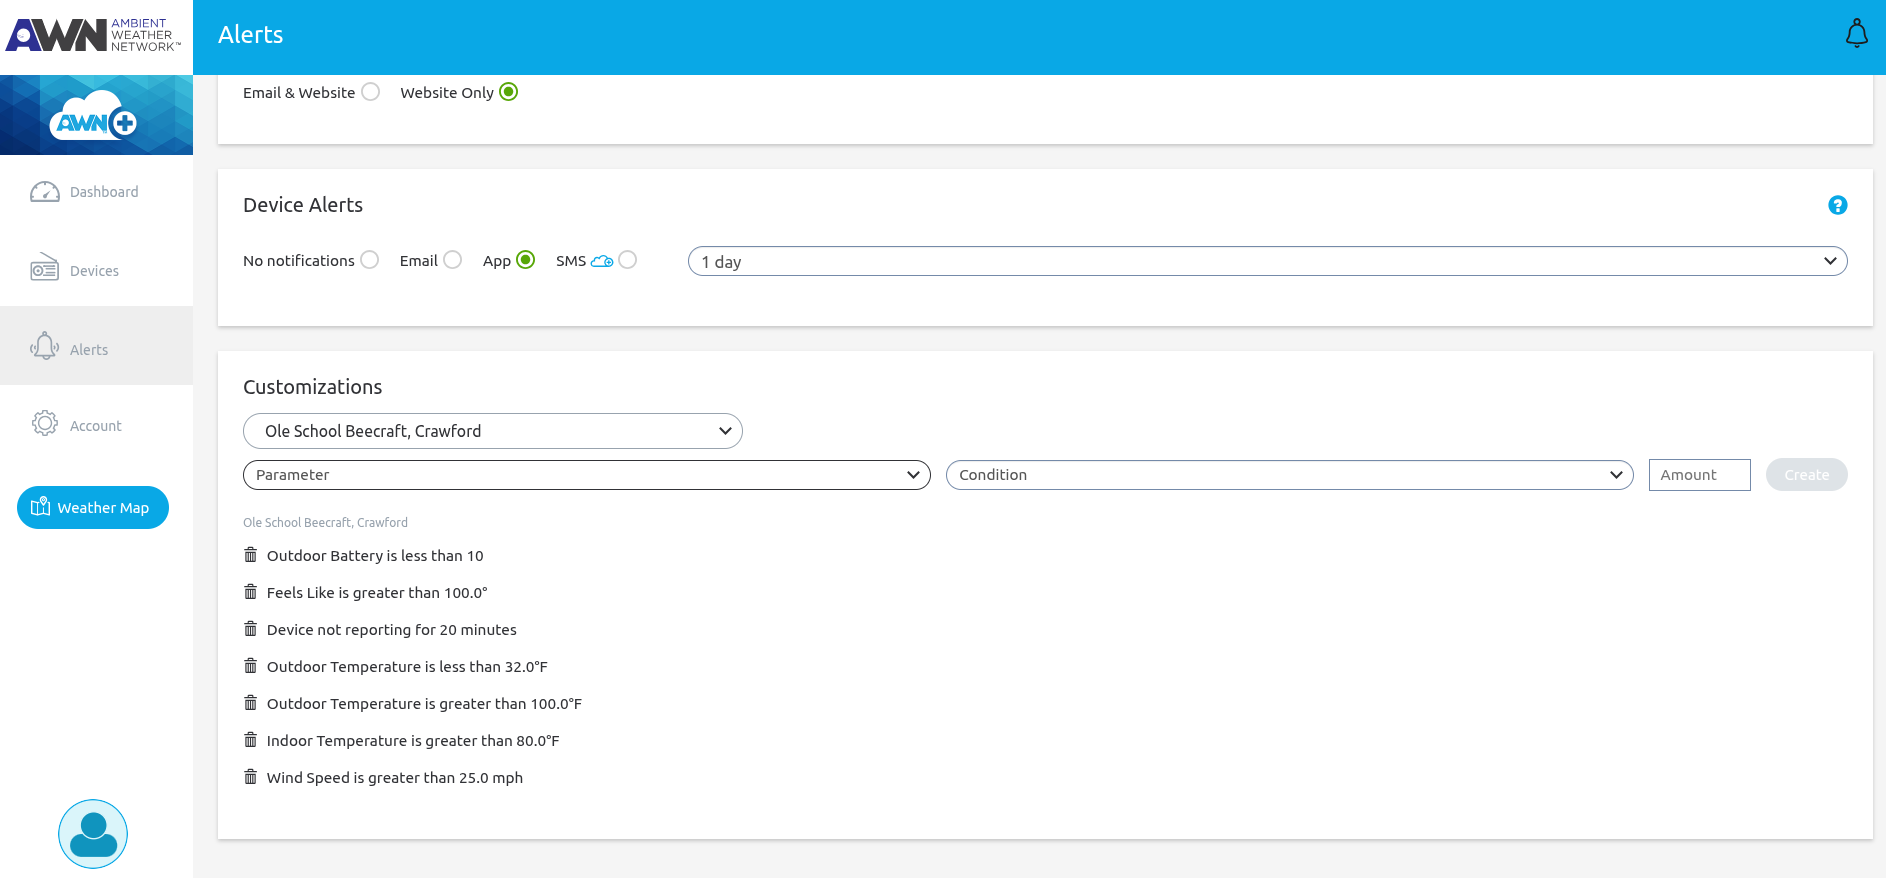 AWN AMBIENT WEATHER NETWORK™
Alerts
AWN
Email & Website Website Only
Dashboard
Device Alerts
No notifications Email App SMS 1 day
Devices
Alerts
Customizations
Account
Ole School Beecraft, Crawford
Parameter Condition Amount Create
Weather Map
Ole School Beecraft, Crawford
Outdoor Battery is less than 10
Feels Like is greater than 100.0°
Device not reporting for 20 minutes
Outdoor Temperature is less than 32.0°F
Outdoor Temperature is greater than 100.0°F
Indoor Temperature is greater than 80.0°F
Wind Speed is greater than 25.0 mph